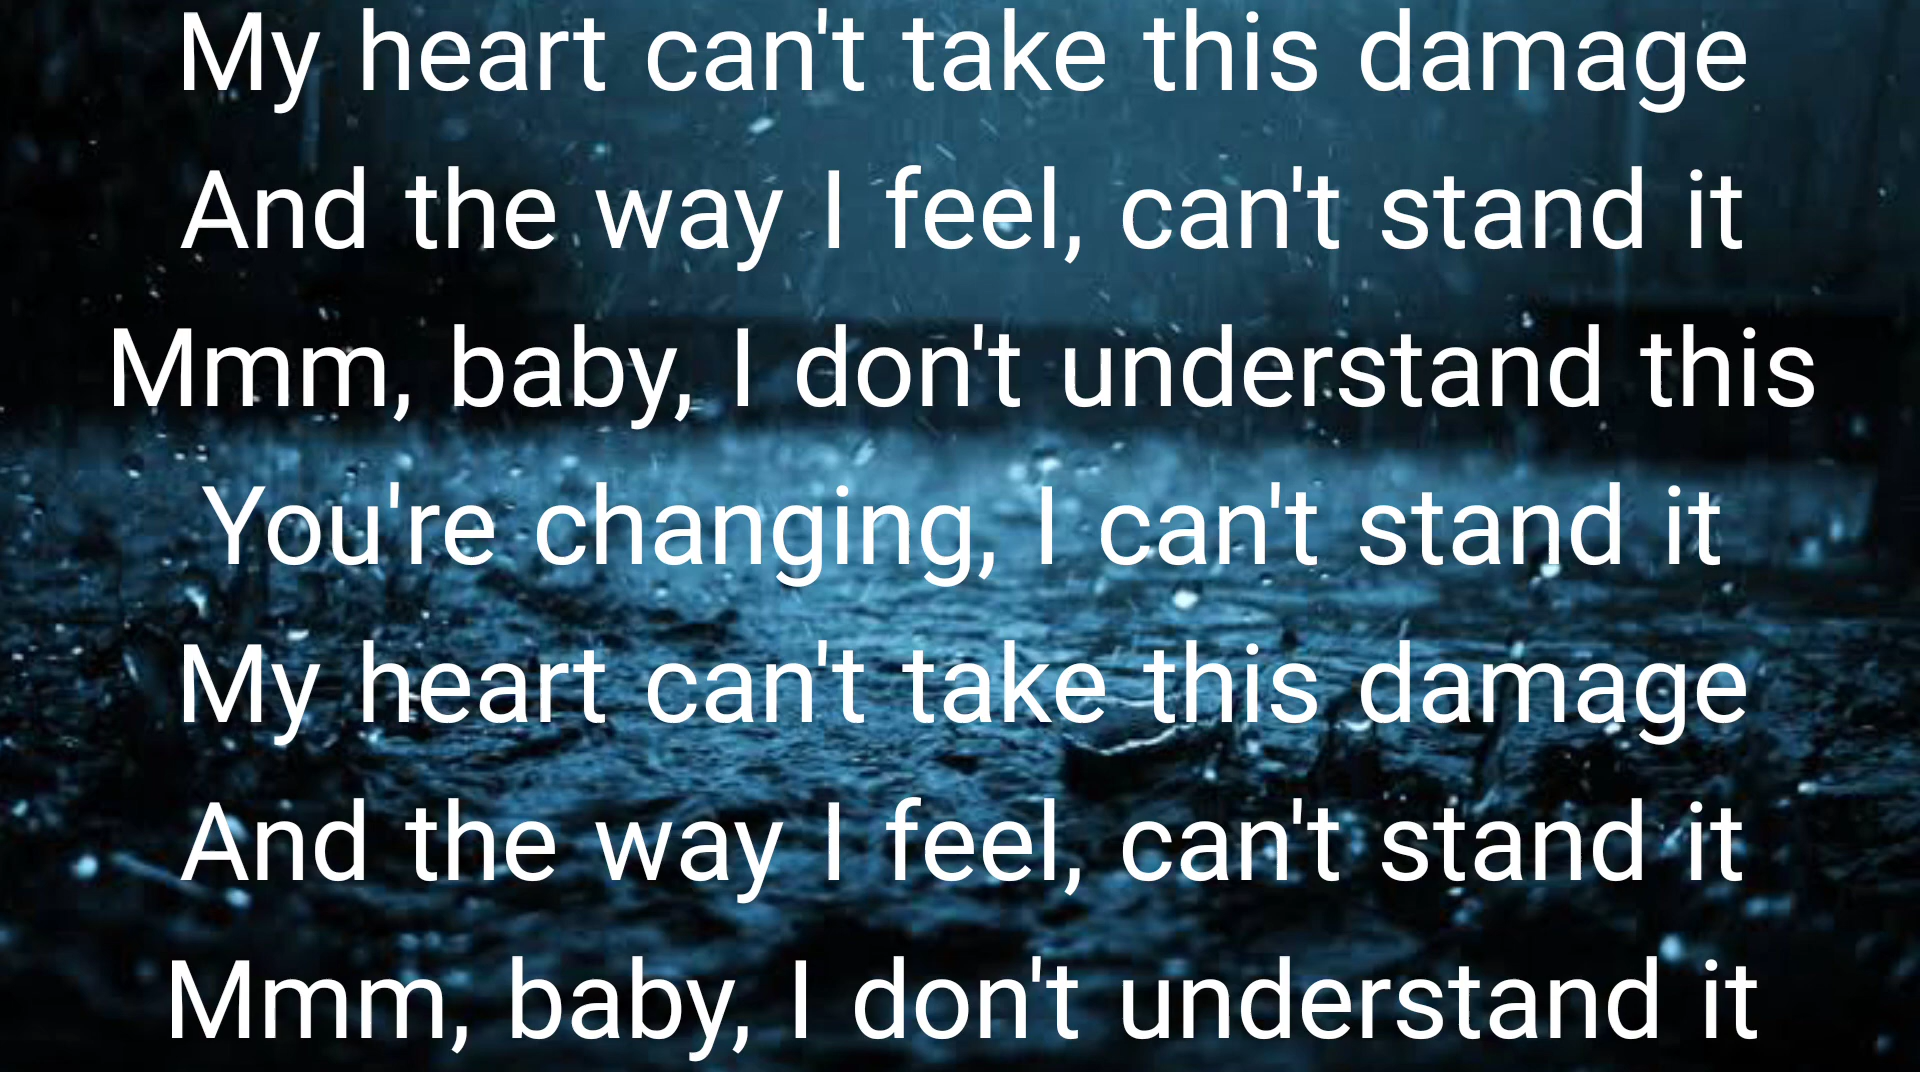 My heart can't take this damage
And the way I feel, can't stand it
Mmm, baby, I don't understand this
You're changing, I can't stand it
My heart can't take this damage
And the way I feel, can't stand it
Mmm, baby, I don't understand it